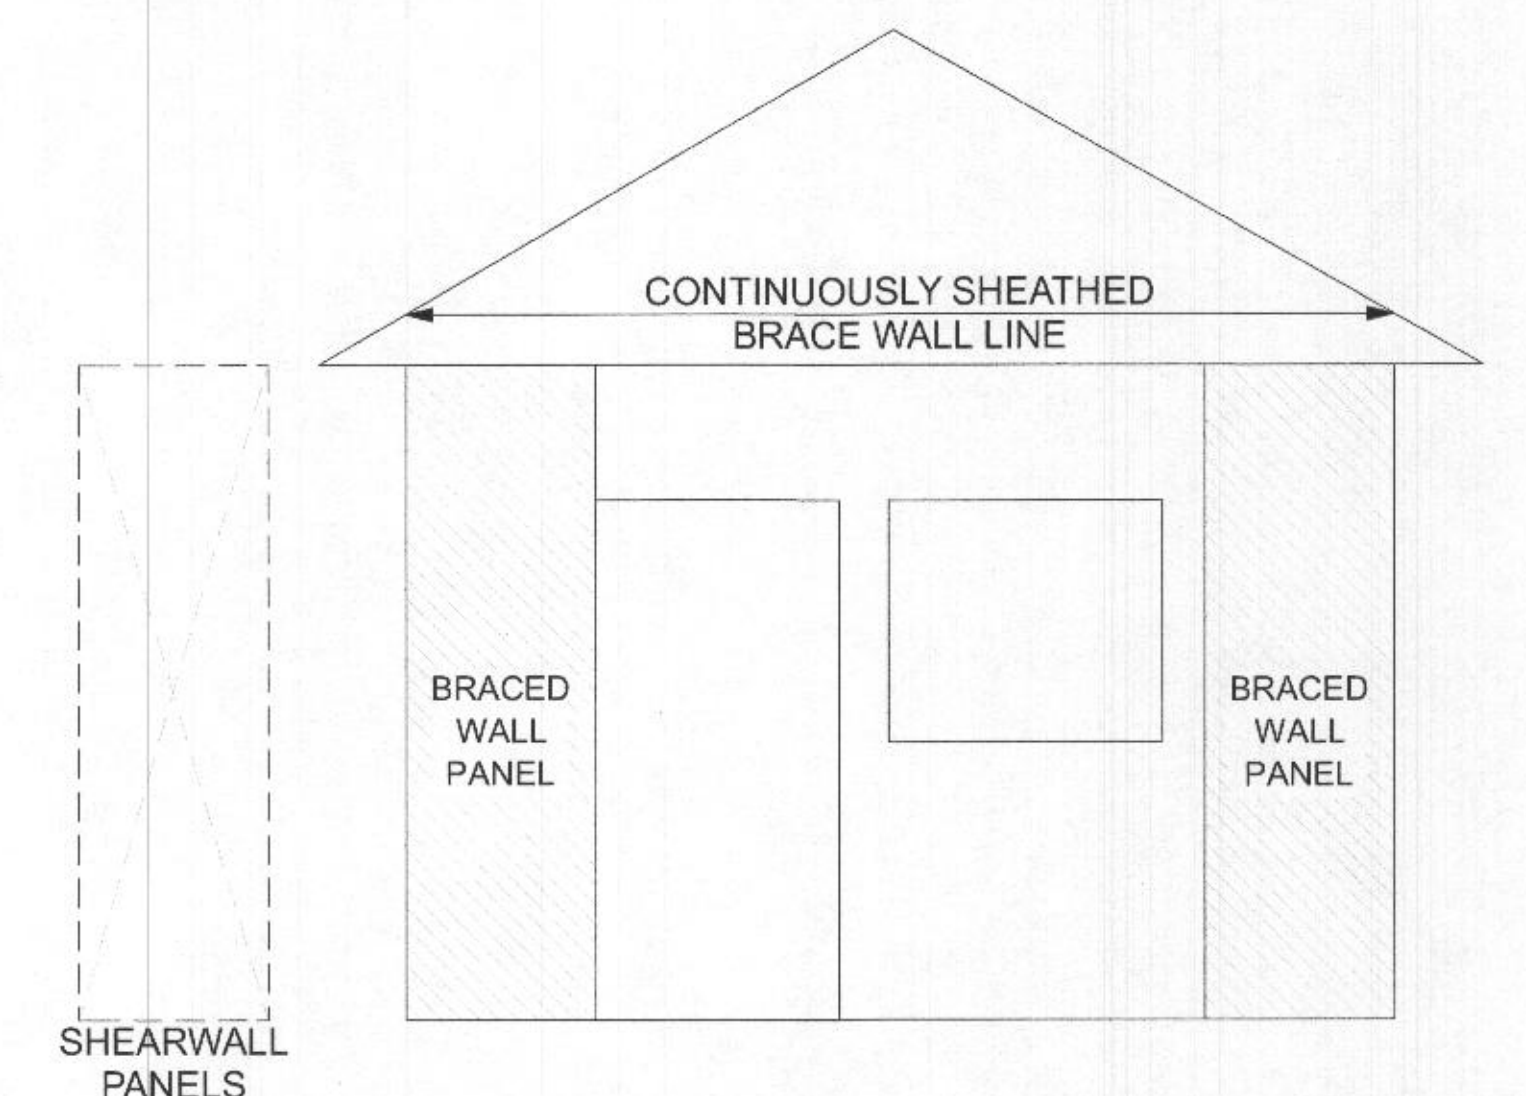 CONTINUOUSLY SHEATHED
BRACE WALL LINE
BRACED
WALL
PANEL
BRACED
WALL
PANEL
SHEARWALL
PANELS